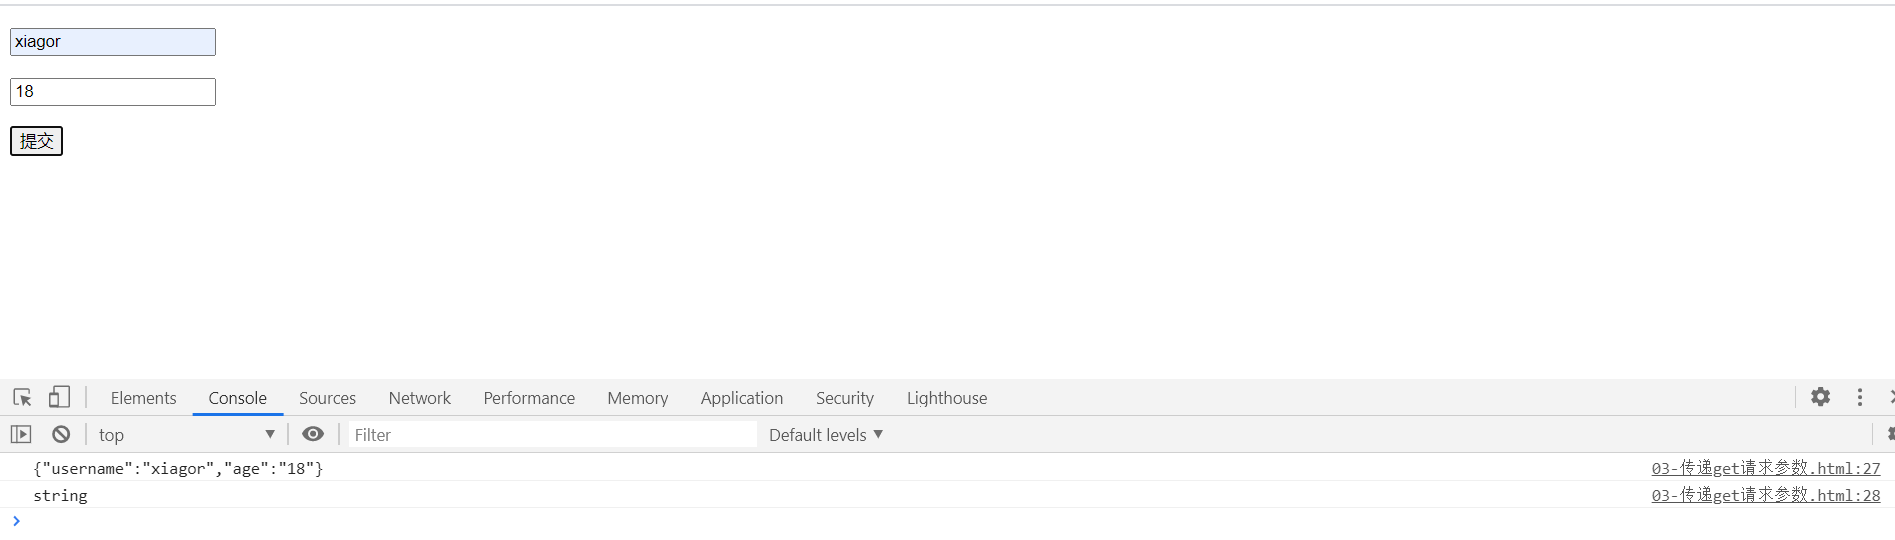 xiagor
18
提交
Elements Console Sources Network Performance Memory Application Security Lighthouse
top Filter Default levels
{"username":"xiagor","age":"18"} 03-传递get请求参数.html:27
string 03-传递get请求参数.html:28